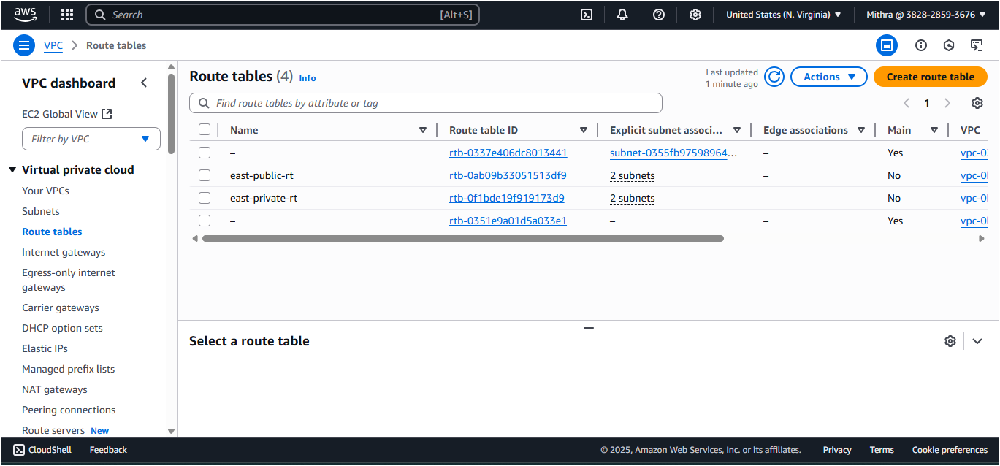 aws
Search [Alt+S]
United States (N. Virginia)
Mithra @ 3828-2859-3676
VPC > Route tables
VPC dashboard
EC2 Global View
Filter by VPC
Virtual private cloud
Your VPCs
Subnets
Route tables
Internet gateways
Egress-only internet
gateways
Carrier gateways
DHCP option sets
Elastic IPs
Managed prefix lists
NAT gateways
Peering connections
Route servers New
Route tables (4) Info
Last updated
1 minute ago
Actions
Create route table
Find route tables by attribute or tag
1
Name Route table ID Explicit subnet associ... Edge associations Main VPC
– rtb-0337e406dc8013441 subnet-0355fb97598964... – Yes vpc-0
east-public-rt rtb-0ab09b33051513df9 2 subnets – No vpc-0
east-private-rt rtb-0f1bde19f919173d9 2 subnets – No vpc-0
– rtb-0351e9a01d5a033e1 – – Yes vpc-0
Select a route table
CloudShell Feedback
© 2025, Amazon Web Services, Inc. or its affiliates. Privacy Terms Cookie preferences